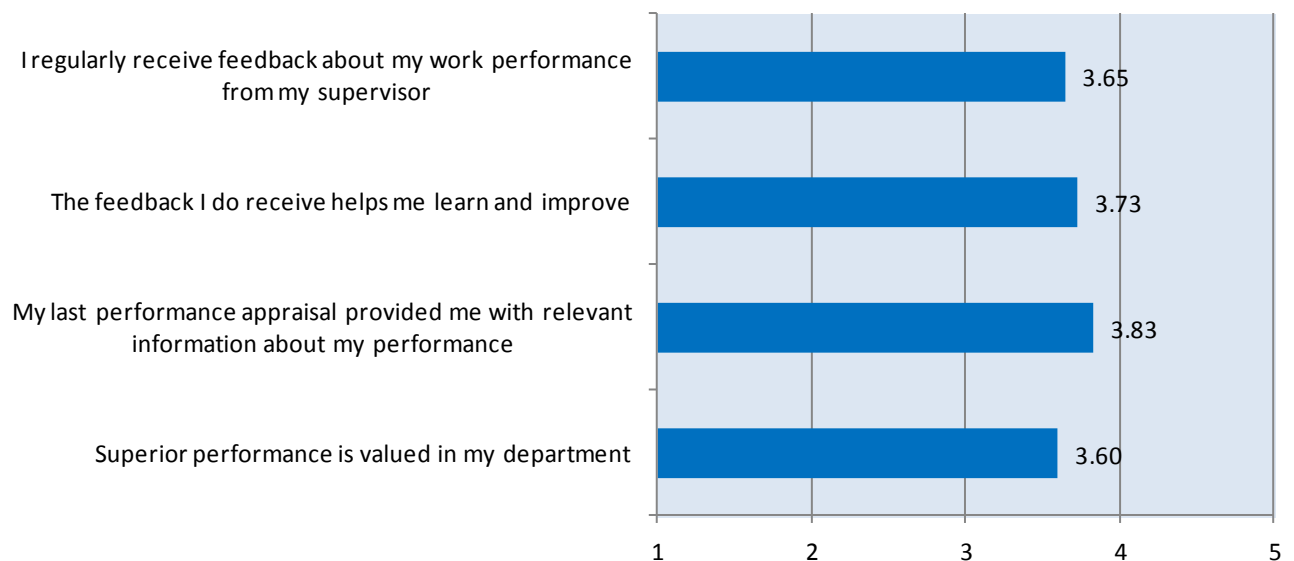 I regularly receive feedback about my work performance
from my supervisor
3.65
The feedback I do receive helps me learn and improve
3.73
My last performance appraisal provided me with relevant
information about my performance
3.83
Superior performance is valued in my department
3.60
1 2 3 4 5